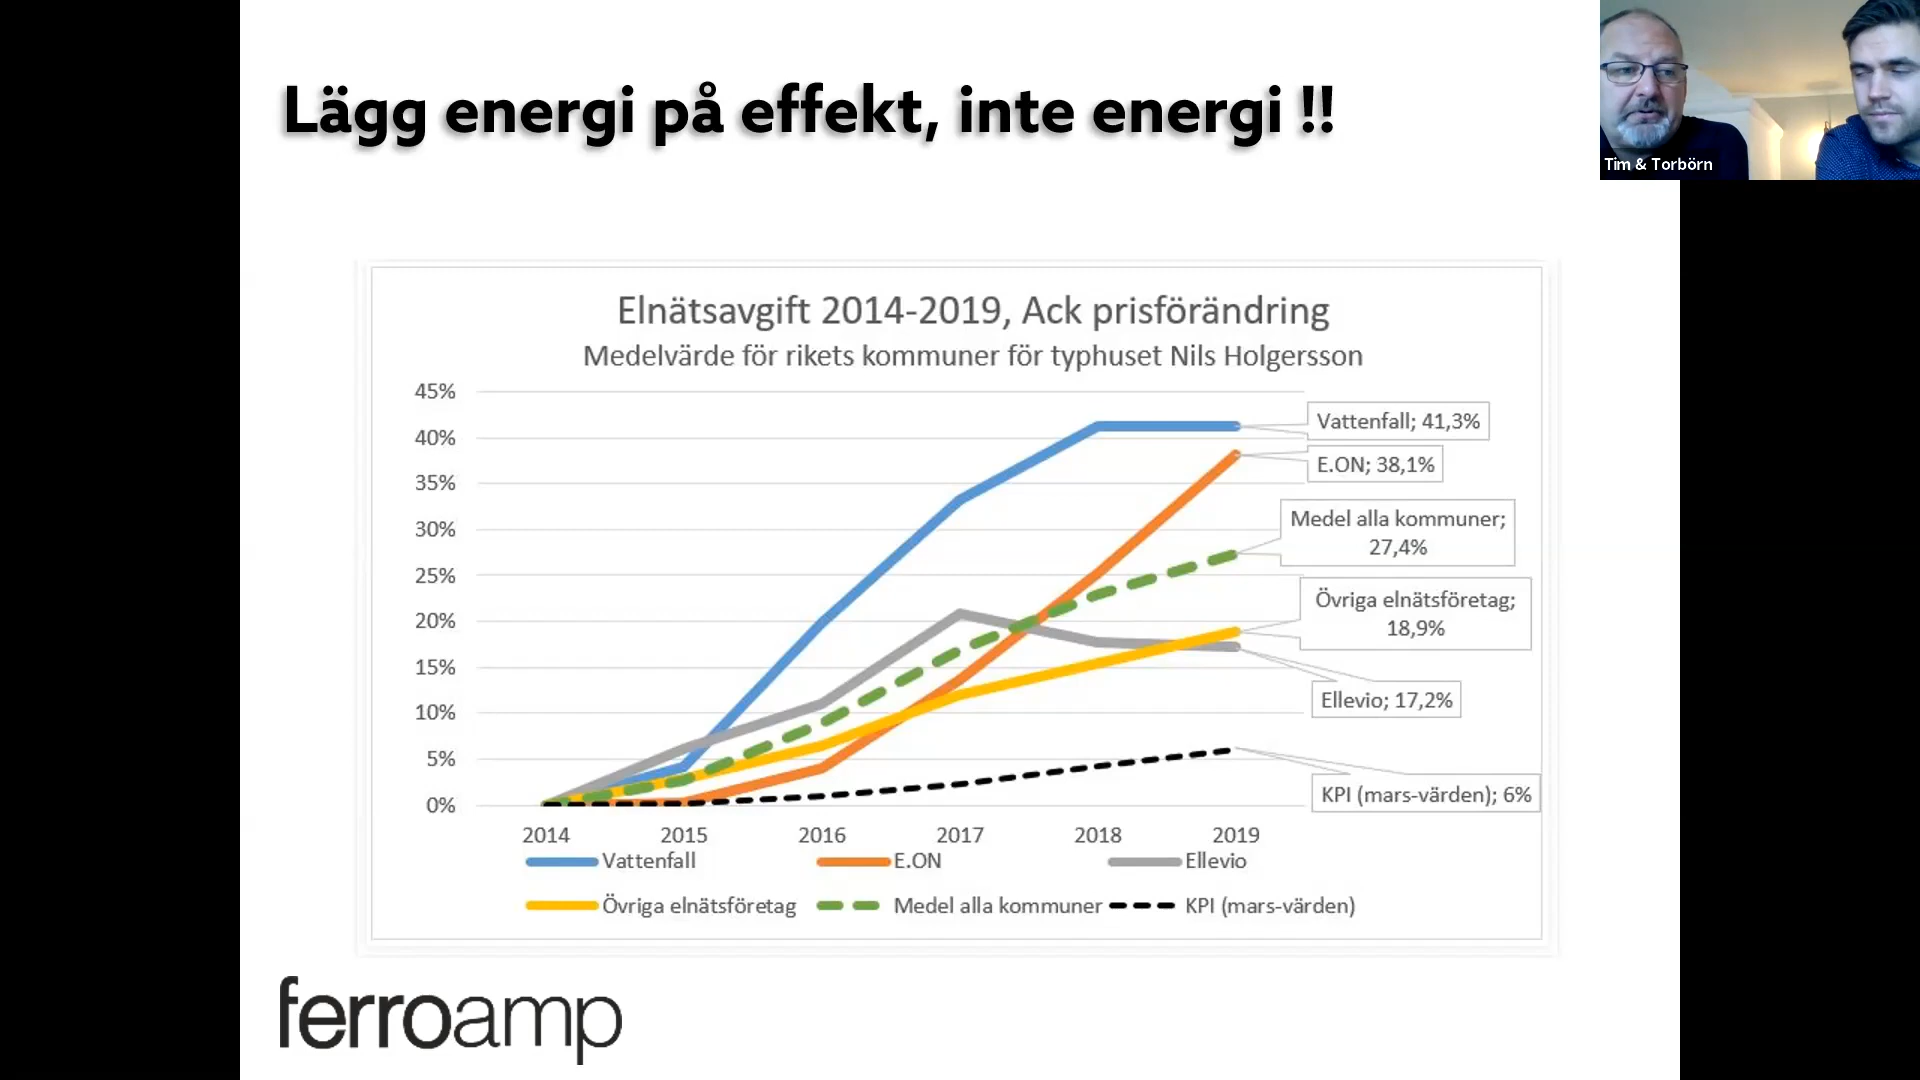 Lägg energi på effekt, inte energi !!
Tim & Torbörn
Elnätsavgift 2014-2019, Ack prisförändring
Medelvärde för rikets kommuner för typhuset Nils Holgersson
45%
40%
35%
30%
25%
20%
15%
10%
5%
0%
Vattenfall; 41,3%
E.ON; 38,1%
Medel alla kommuner;
27,4%
Övriga elnätsföretag;
18,9%
Ellevio; 17,2%
KPI (mars-värden); 6%
2014 2015 2016 2017 2018 2019
Vattenfall E.ON Ellevio
Övriga elnätsföretag Medel alla kommuner KPI (mars-värden)
ferroamp